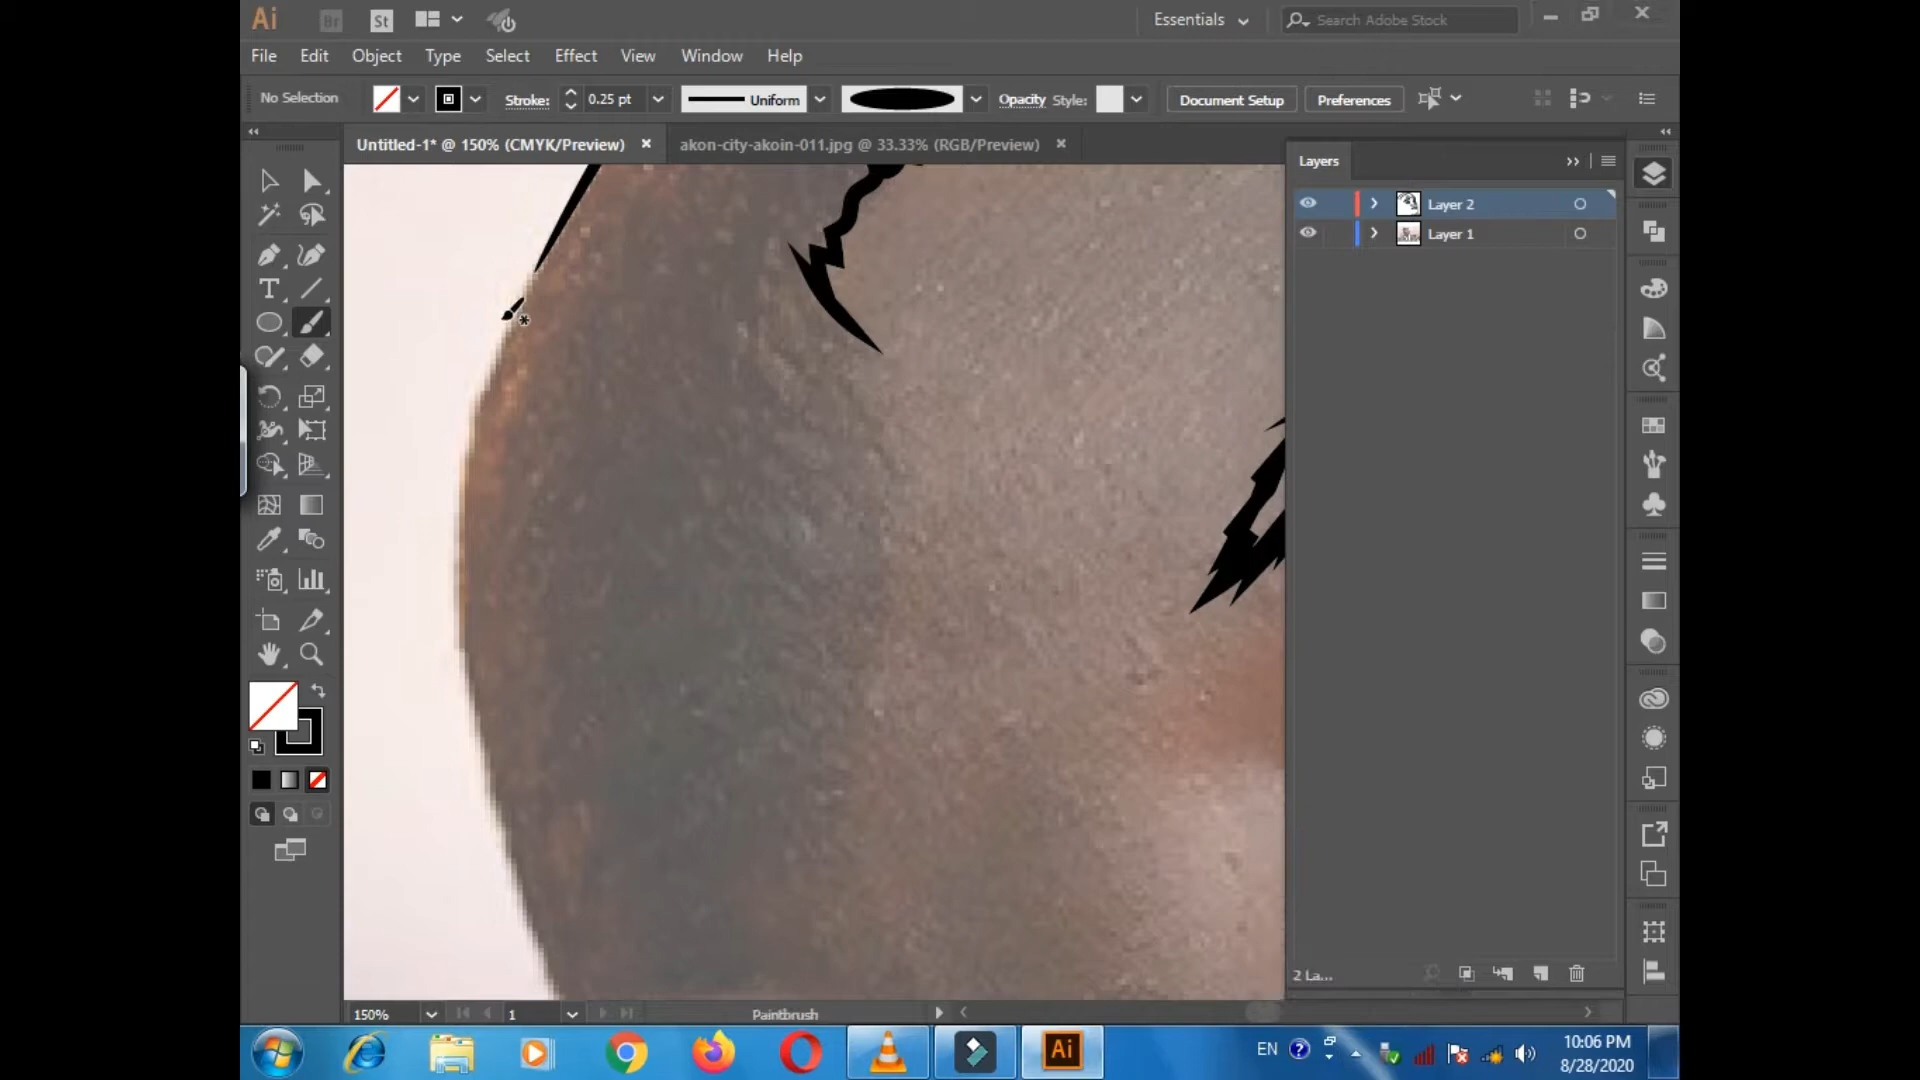 Ai Br St Essentials Search Adobe Stock
File Edit Object Type Select Effect View Window Help
No Selection Stroke: 0.25 pt Uniform Opacity Style: Document Setup Preferences
Untitled-1* @ 150% (CMYK/Preview) × akon-city-akoin-011.jpg @ 33.33% (RGB/Preview) ×
Layers
Layer 2
Layer 1
2 La...
150% 1 Paintbrush
Ai EN 10:06 PM
8/28/2020